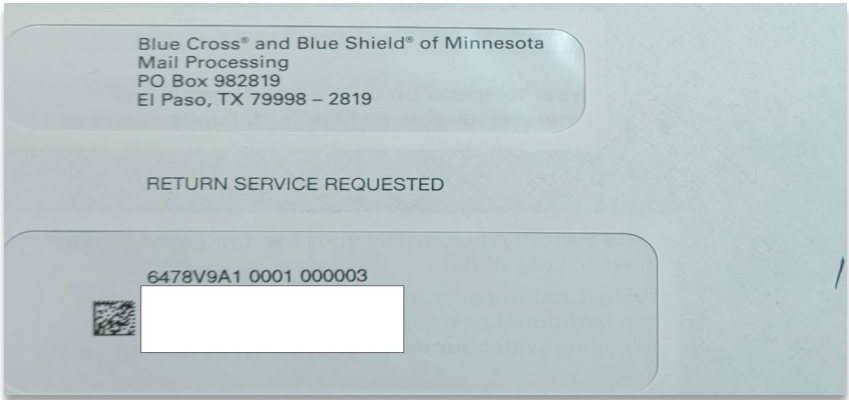 Blue Cross® and Blue Shield® of Minnesota
Mail Processing
PO Box 982819
El Paso, TX 79998 – 2819
RETURN SERVICE REQUESTED
6478V9A1 0001 000003